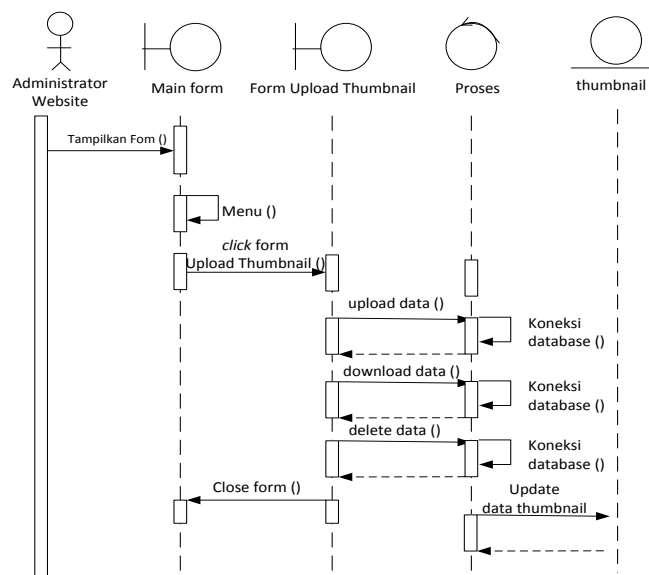 Administrator
Website
Main form
Form Upload Thumbnail
Proses
thumbnail
Tampilkan Fom ()
Menu ()
click form
Upload Thumbnail ()
upload data ()
Koneksi
database ()
download data ()
Koneksi
database ()
delete data ()
Koneksi
database ()
Close form ()
Update
data thumbnail